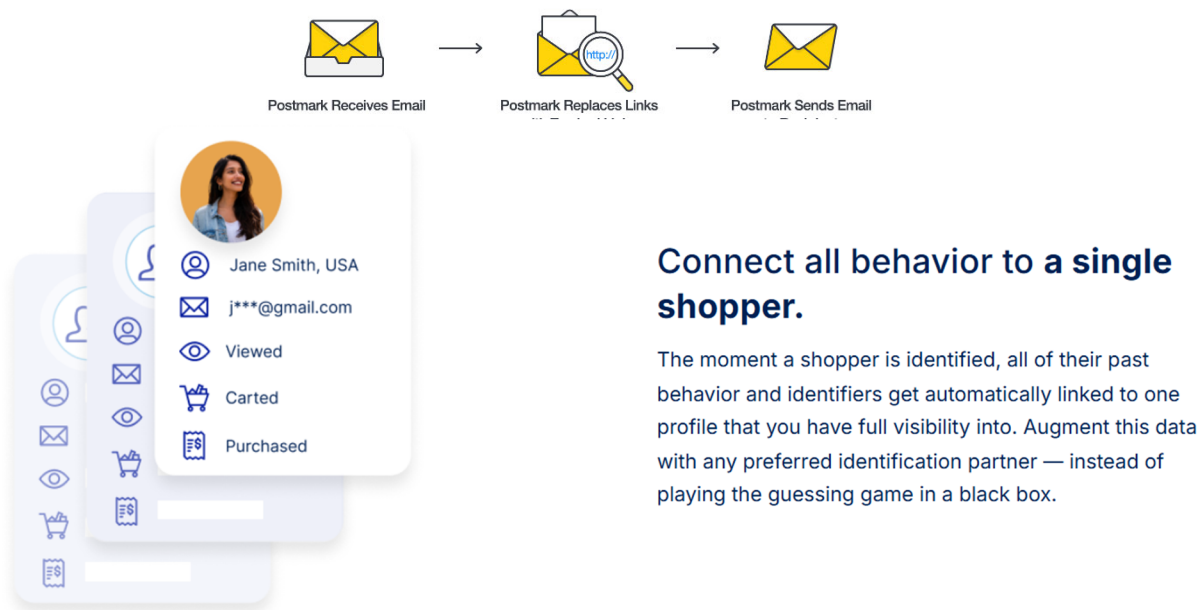 http://
Postmark Receives Email
Postmark Replaces Links
Postmark Sends Email
Jane Smith, USA
j***@gmail.com
Viewed
Carted
Purchased
Connect all behavior to a single
shopper.
The moment a shopper is identified, all of their past
behavior and identifiers get automatically linked to one
profile that you have full visibility into. Augment this data
with any preferred identification partner — instead of
playing the guessing game in a black box.